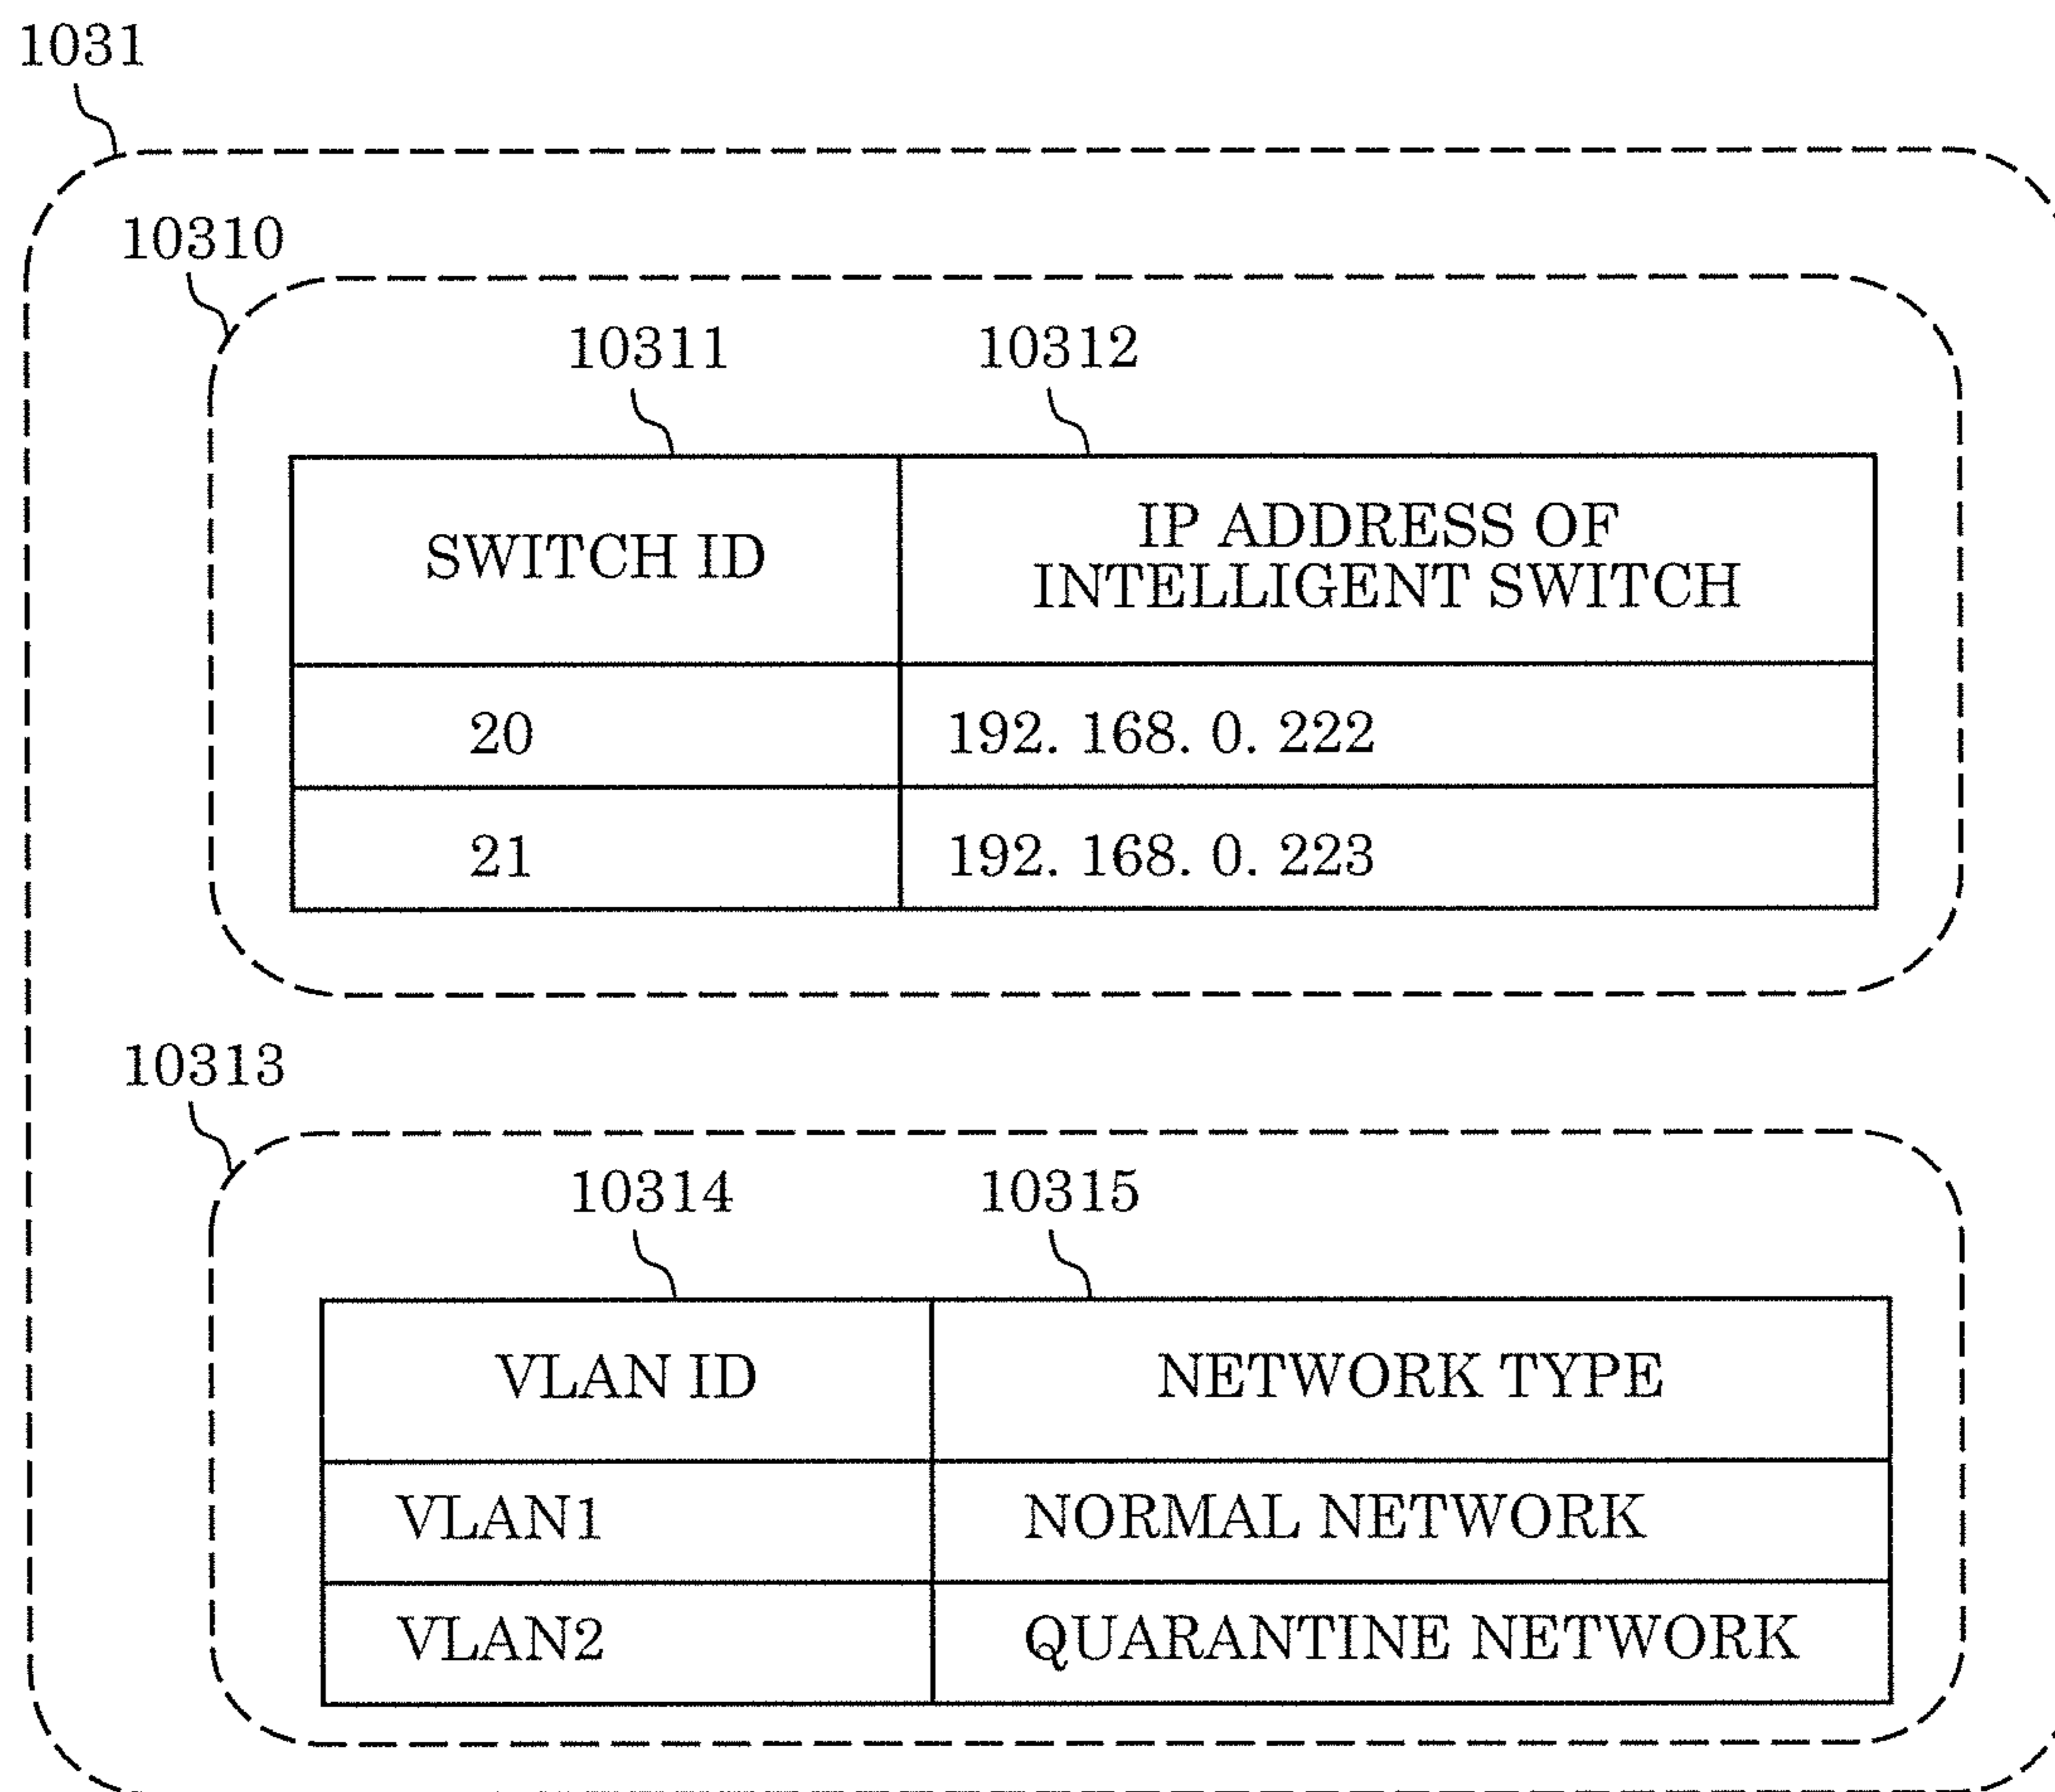 1031
10310
10311 10312
SWITCH ID
IP ADDRESS OF
INTELLIGENT SWITCH
20 192. 168. 0. 222
21 192. 168. 0. 223
10313
10314 10315
VLAN ID NETWORK TYPE
VLAN1 NORMAL NETWORK
VLAN2 QUARANTINE NETWORK